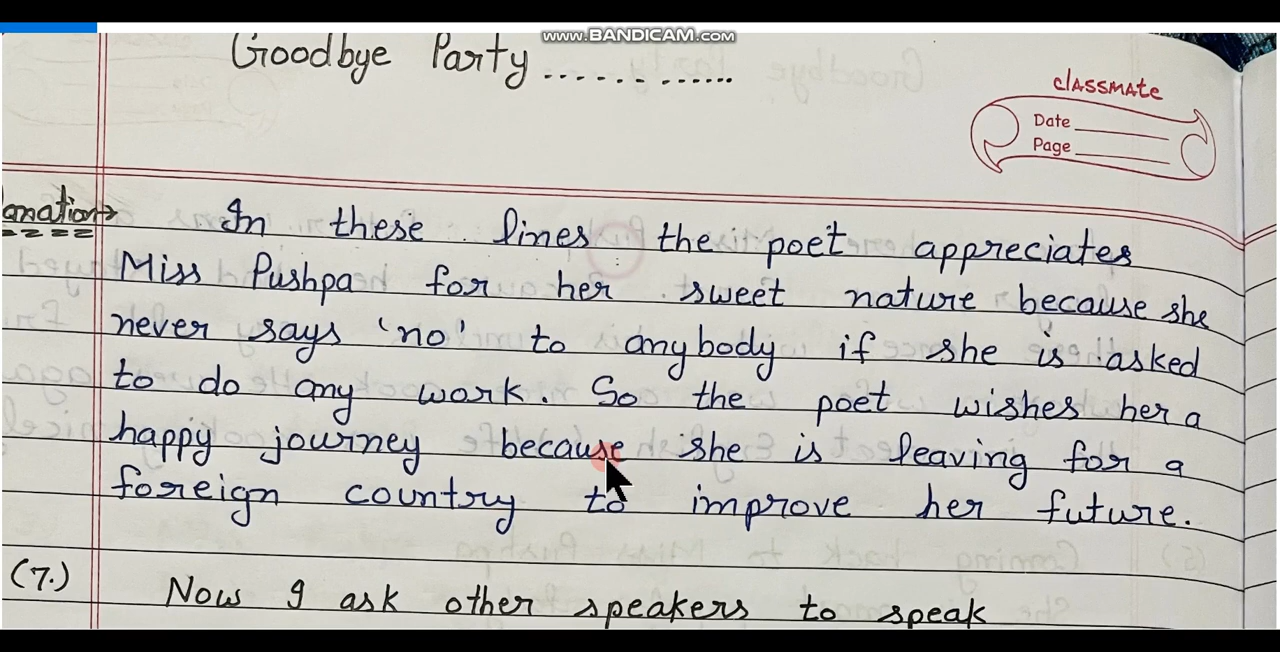 www.BANDICAM.com
Goodbye Party ............
classmate
Date
Page
anation→
In these lines the poet appreciates
Miss Pushpa for her sweet nature because she
never says 'no' to anybody if she is asked
to do any work. So the poet wishes her a
happy journey because she is leaving for a
foreign country to improve her future.
(7.) Now I ask other speakers to speak